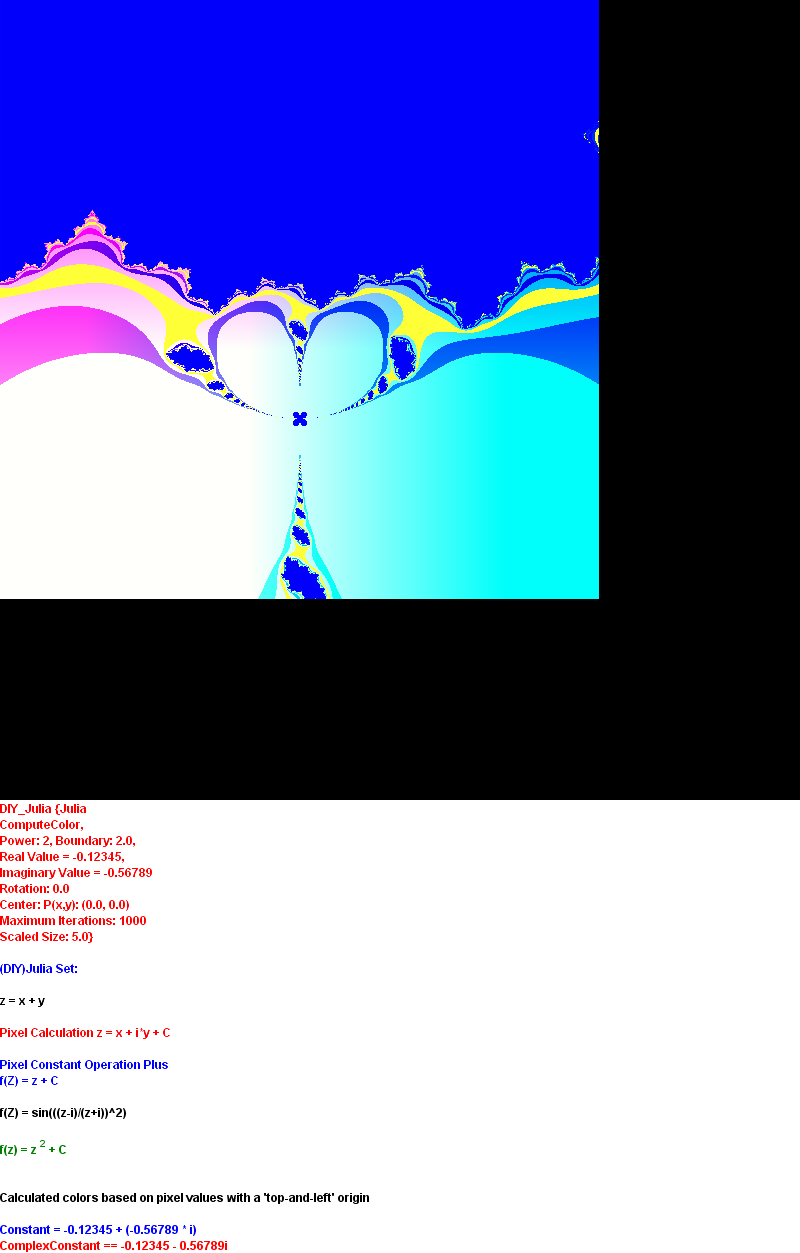 DIY_Julia {Julia
ComputeColor,
Power: 2, Boundary: 2.0,
Real Value = -0.12345,
Imaginary Value = -0.56789
Rotation: 0.0
Center: P(x,y): (0.0, 0.0)
Maximum Iterations: 1000
Scaled Size: 5.0}
(DIY)Julia Set:
z = x + y
Pixel Calculation z = x + i*y + C
Pixel Constant Operation Plus
f(Z) = z + C
f(Z) = sin(((z-i)/(z+i))^2)
f(z) = z 2 + C
Calculated colors based on pixel values with a 'top-and-left' origin
Constant = -0.12345 + (-0.56789 * i)
ComplexConstant == -0.12345 - 0.56789i